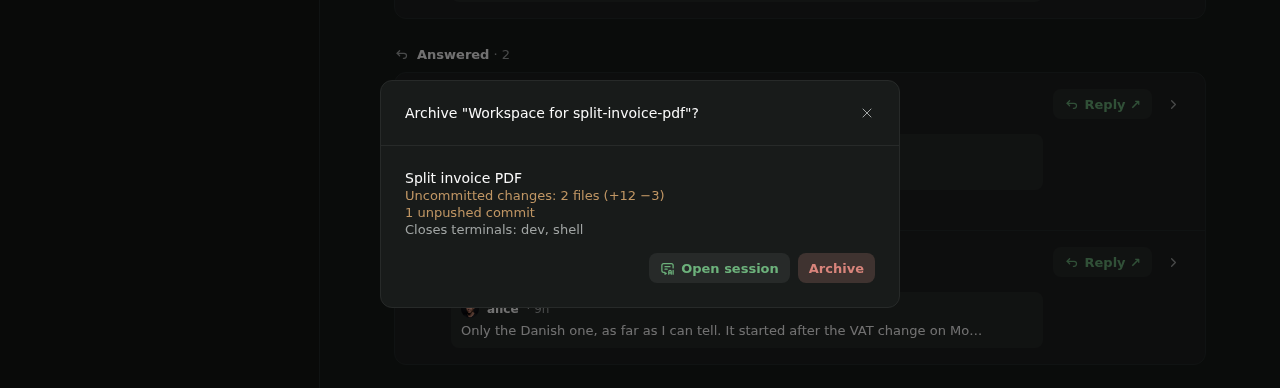 Answered · 2
Reply ↗
Archive "Workspace for split-invoice-pdf"?
Split invoice PDF
Uncommitted changes: 2 files (+12 −3)
1 unpushed commit
Closes terminals: dev, shell
Reply ↗
Open session
Archive
alice · 9h
Only the Danish one, as far as I can tell. It started after the VAT change on Mo…